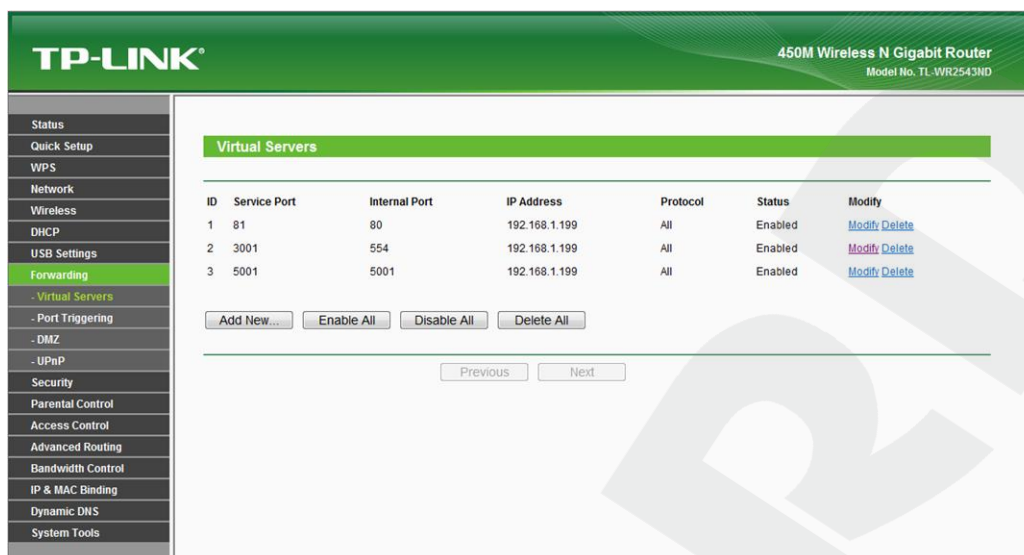 TP-LINK®
450M Wireless N Gigabit Router
Model No. TL-WR2543ND
Status
Quick Setup
WPS
Network
Wireless
DHCP
USB Settings
Forwarding
- Virtual Servers
- Port Triggering
- DMZ
- UPnP
Security
Parental Control
Access Control
Advanced Routing
Bandwidth Control
IP & MAC Binding
Dynamic DNS
System Tools
Virtual Servers
ID Service Port Internal Port IP Address Protocol Status Modify
1 81 80 192.168.1.199 All Enabled Modify Delete
2 3001 554 192.168.1.199 All Enabled Modify Delete
3 5001 5001 192.168.1.199 All Enabled Modify Delete
Add New... Enable All Disable All Delete All
Previous Next